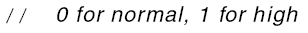 //   0 for normal, 1 for high